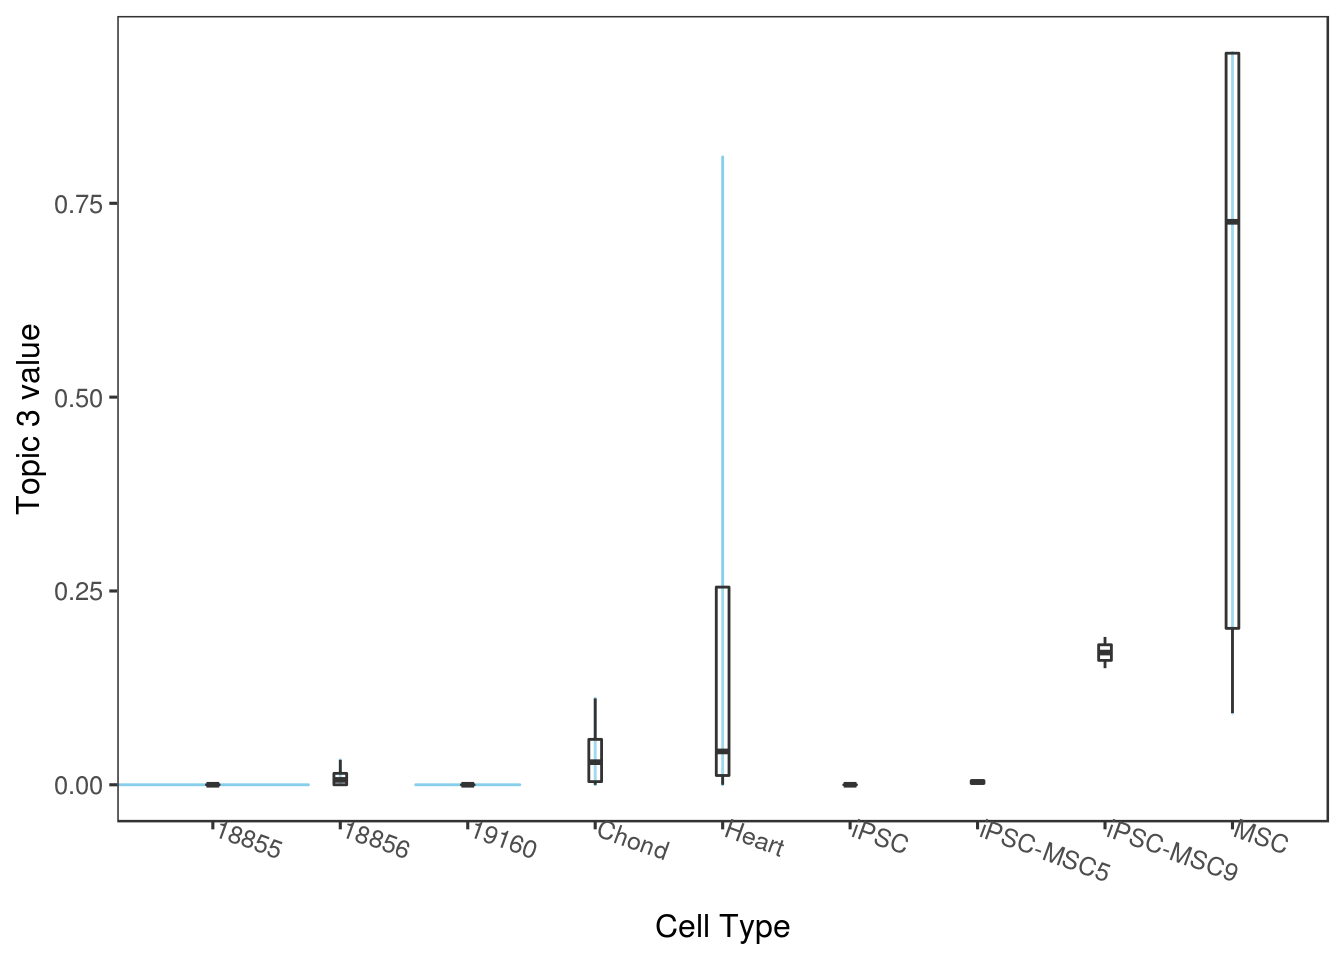 Topic 3 value
0.75
0.50
0.25
0.00
18855 18856 19160 Chond Heart iPSC iPSC-MSC5 iPSC-MSC9 MSC
Cell Type